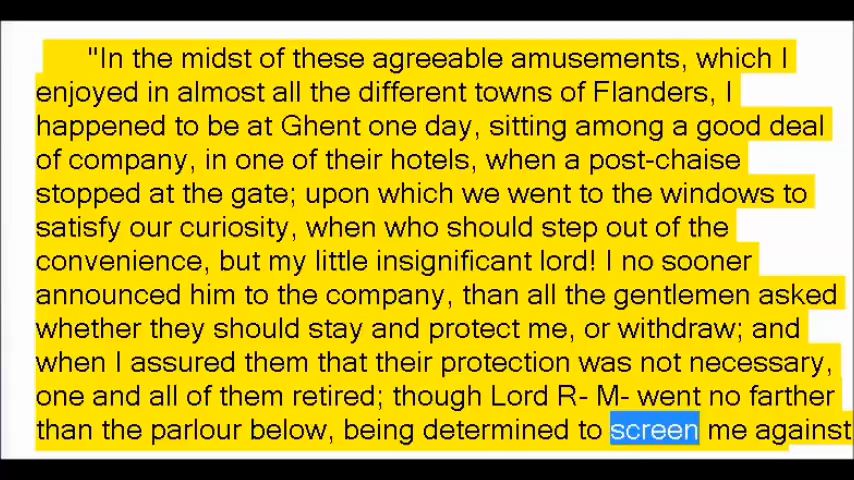 "In the midst of these agreeable amusements, which I
enjoyed in almost all the different towns of Flanders, I
happened to be at Ghent one day, sitting among a good deal
of company, in one of their hotels, when a post-chaise
stopped at the gate; upon which we went to the windows to
satisfy our curiosity, when who should step out of the
convenience, but my little insignificant lord! I no sooner
announced him to the company, than all the gentlemen asked
whether they should stay and protect me, or withdraw; and
when I assured them that their protection was not necessary,
one and all of them retired; though Lord R- M- went no farther
than the parlour below, being determined to screen me against